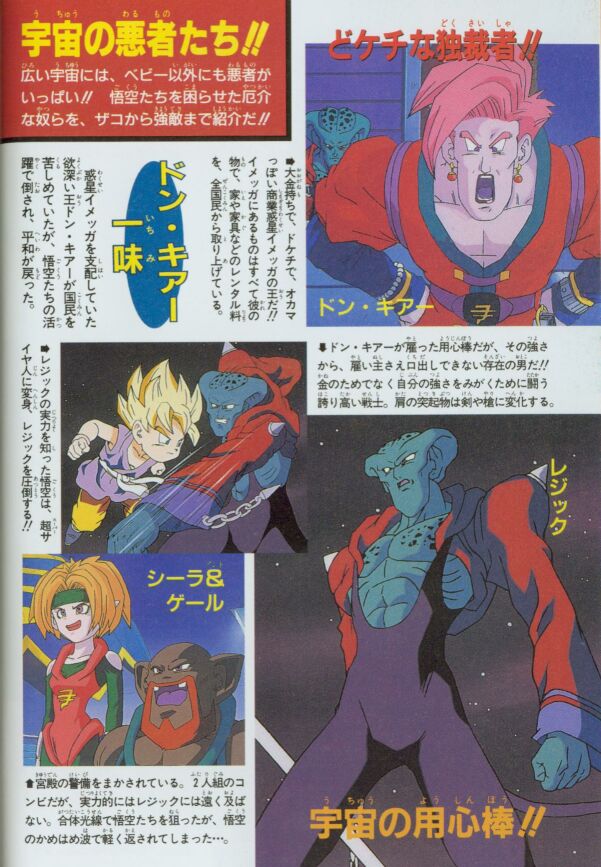 宇宙の悪者たち!!
広い宇宙には、ベビー以外にも悪者が
いっぱい!! 悟空たちを困らせた厄介
な奴らを、ザコから強敵まで紹介だ!!
どケチな独裁者!!
ドン・キアー
➡大金持ちで、ドケチで、オカマ
っぽい商業惑星イメッガの王だ!!
イメッガにあるものはすべて彼の
物で、家や家具などのレンタル料
を、全国民から取り上げている。
ドン・キアー
一味
惑星イメッガを支配していた
欲深い王ドン・キアーが国民を
苦しめていたが、悟空たちの活
躍で倒され、平和が戻った。
⬇ドン・キアーが雇った用心棒だが、その強さ
から、雇い主さえ口出しできない存在の男だ!!
金のためでなく自分の強さをみがくために闘う
誇り高い戦士。肩の突起物は剣や槍に変化する。
➡レジックの実力を知った悟空は、超サ
イヤ人に変身、レジックを圧倒する!!
レジック
シーラ&
ゲール
⬆宮殿の警備をまかされている。2人組のコ
ンビだが、実力的にはレジックには遠く及ば
ない。合体光線で悟空たちを狙ったが、悟空
のかめはめ波で軽く返されてしまった…。
宇宙の用心棒!!